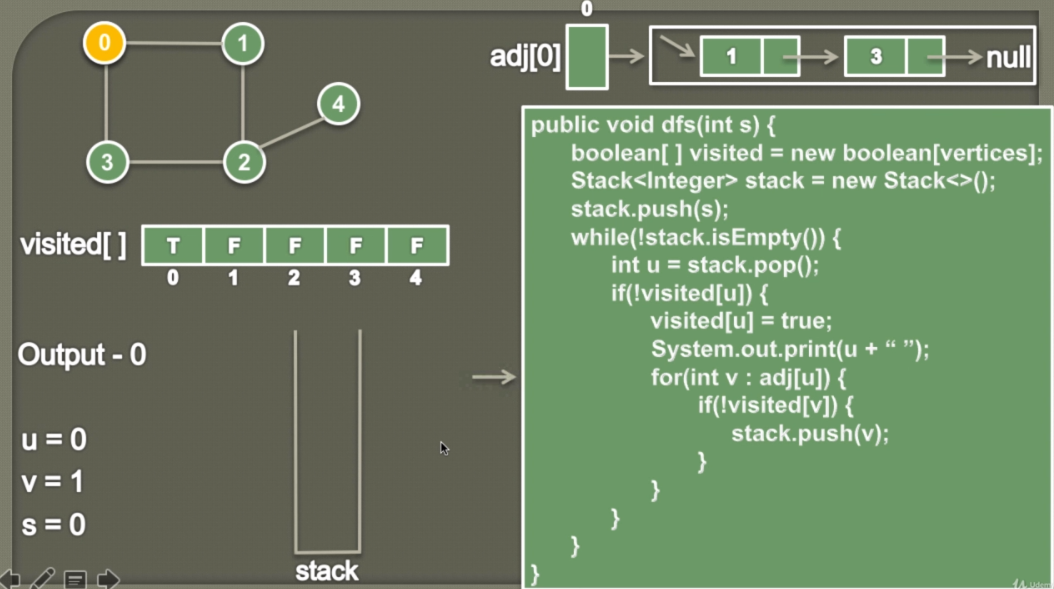 0
0 1
adj[0] 1 3 null
4
3 2
public void dfs(int s) {
boolean[ ] visited = new boolean[vertices];
Stack<Integer> stack = new Stack<>();
stack.push(s);
while(!stack.isEmpty()) {
int u = stack.pop();
if(!visited[u]) {
visited[u] = true;
System.out.print(u + “ ”);
for(int v : adj[u]) {
if(!visited[v]) {
stack.push(v);
}
}
}
}
}
visited[ ] T F F F F
0 1 2 3 4
Output - 0
u = 0
v = 1
s = 0
stack
Udemy